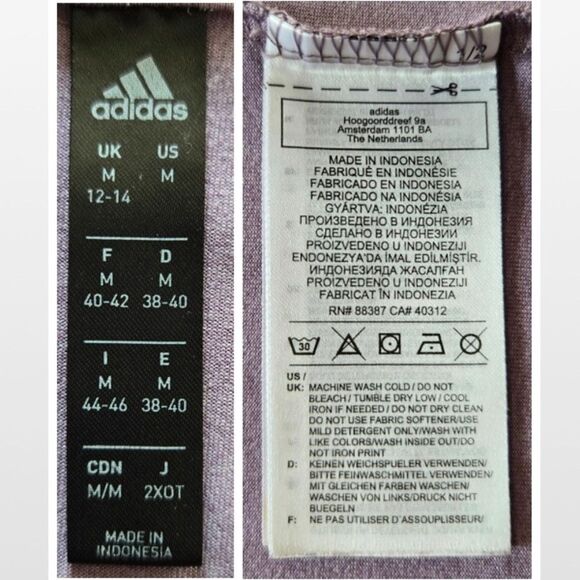 adidas
UK US
M M
12-14
F D
M M
40-42 38-40
I E
M M
44-46 38-40
CDN J
M/M 2XOT
MADE IN
INDONESIA
1/2
adidas
Hoogoorddreef 9a
Amsterdam 1101 BA
The Netherlands
MADE IN INDONESIA
FABRIQUÉ EN INDONÉSIE
FABRICADO EN INDONESIA
FABRICADO NA INDONÉSIA
GYÁRTVA: INDONÉZIA
ПРОИЗВЕДЕНО В ИНДОНЕЗИЯ
СДЕЛАНО В ИНДОНЕЗИИ
PROIZVEDENO U INDONEZIJI
ENDONEZYA'DA İMAL EDİLMİŞTİR.
ИНДОНЕЗИЯДА ЖАСАЛҒАН
PROIZVEDENO U INDONEZIJI
FABRICAT ÎN INDONEZIA
RN# 88387 CA# 40312
30
US /
UK: MACHINE WASH COLD / DO NOT
BLEACH / TUMBLE DRY LOW / COOL
IRON IF NEEDED / DO NOT DRY CLEAN
DO NOT USE FABRIC SOFTENER/USE
MILD DETERGENT ONLY/WASH WITH
LIKE COLORS/WASH INSIDE OUT/DO
NOT IRON PRINT
D: KEINEN WEICHSPUELER VERWENDEN/
BITTE FEINWASCHMITTEL VERWENDEN/
MIT GLEICHEN FARBEN WASCHEN/
WASCHEN VON LINKS/DRUCK NICHT
BUEGELN
F: NE PAS UTILISER D'ASSOUPLISSEUR/